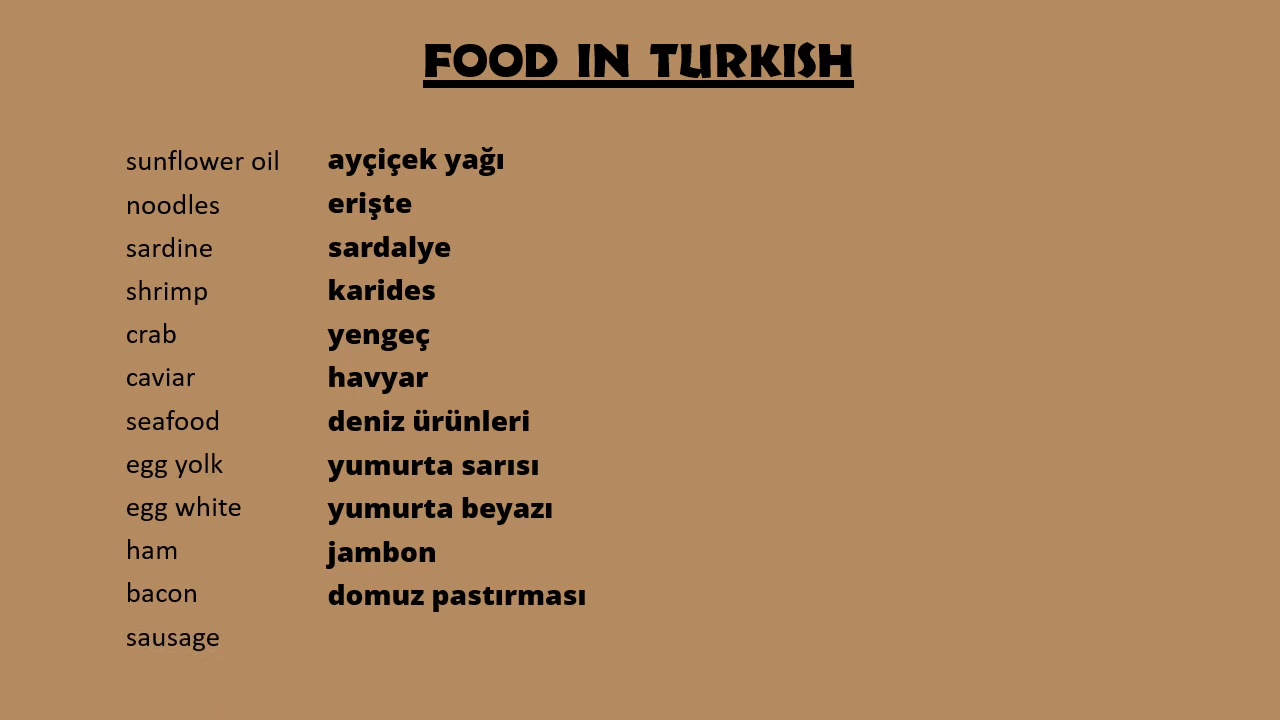 FOOD IN TURKISH
sunflower oil ayçiçek yağı
noodles erişte
sardine sardalye
shrimp karides
crab yengeç
caviar havyar
seafood deniz ürünleri
egg yolk yumurta sarısı
egg white yumurta beyazı
ham jambon
bacon domuz pastırması
sausage